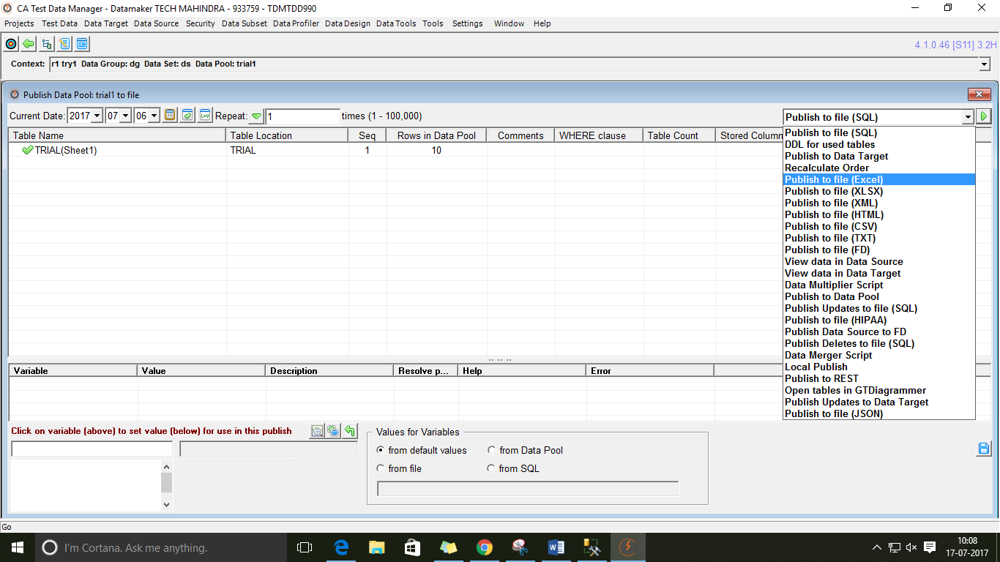 CA Test Data Manager - Datamaker TECH MAHINDRA - 933759 - TDMTDD990
Projects Test Data Data Target Data Source Security Data Subset Data Profiler Data Design Data Tools Tools Settings Window Help
4.1.0.46 [S11] 3.2H
Context: r1 try1 Data Group: dg Data Set: ds Data Pool: trial1
Publish Data Pool: trial1 to file
Current Date: 2017 07 06 LoV Repeat: 1 times (1 - 100,000) Publish to file (SQL)
Table Name Table Location Seq Rows in Data Pool Comments WHERE clause Table Count Stored Column
TRIAL(Sheet1) TRIAL 1 10
Publish to file (SQL)
DDL for used tables
Publish to Data Target
Recalculate Order
Publish to file (Excel)
Publish to file (XLSX)
Publish to file (XML)
Publish to file (HTML)
Publish to file (CSV)
Publish to file (TXT)
Publish to file (FD)
View data in Data Source
View data in Data Target
Data Multiplier Script
Publish to Data Pool
Publish Updates to file (SQL)
Publish to file (HIPAA)
Publish Data Source to FD
Publish Deletes to file (SQL)
Data Merger Script
Local Publish
Publish to REST
Open tables in GTDiagrammer
Publish Updates to Data Target
Publish to file (JSON)
Variable Value Description Resolve p... Help Error
Click on variable (above) to set value (below) for use in this publish
Values for Variables
from default values from Data Pool
from file from SQL
Go
I'm Cortana. Ask me anything.
10:08
17-07-2017